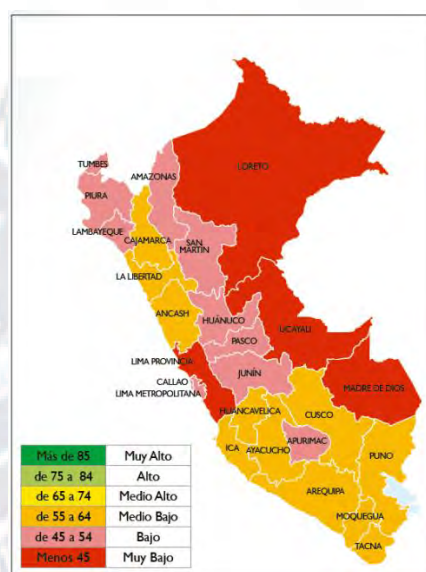 TUMBES
AMAZONAS
LORETO
PIURA
LAMBAYEQUE
CAJAMARCA
SAN
MARTÍN
LA LIBERTAD
ANCASH
HUÁNUCO
UCAYALI
PASCO
LIMA PROVINCIA
JUNÍN
CALLAO
LIMA METROPOLITANA
MADRE DE DIOS
HUANCAVELICA
CUSCO
ICA
AYACUCHO
APURIMAC
PUNO
AREQUIPA
MOQUEGUA
TACNA
Más de 85 Muy Alto
de 75 a 84 Alto
de 65 a 74 Medio Alto
de 55 a 64 Medio Bajo
de 45 a 54 Bajo
Menos 45 Muy Bajo